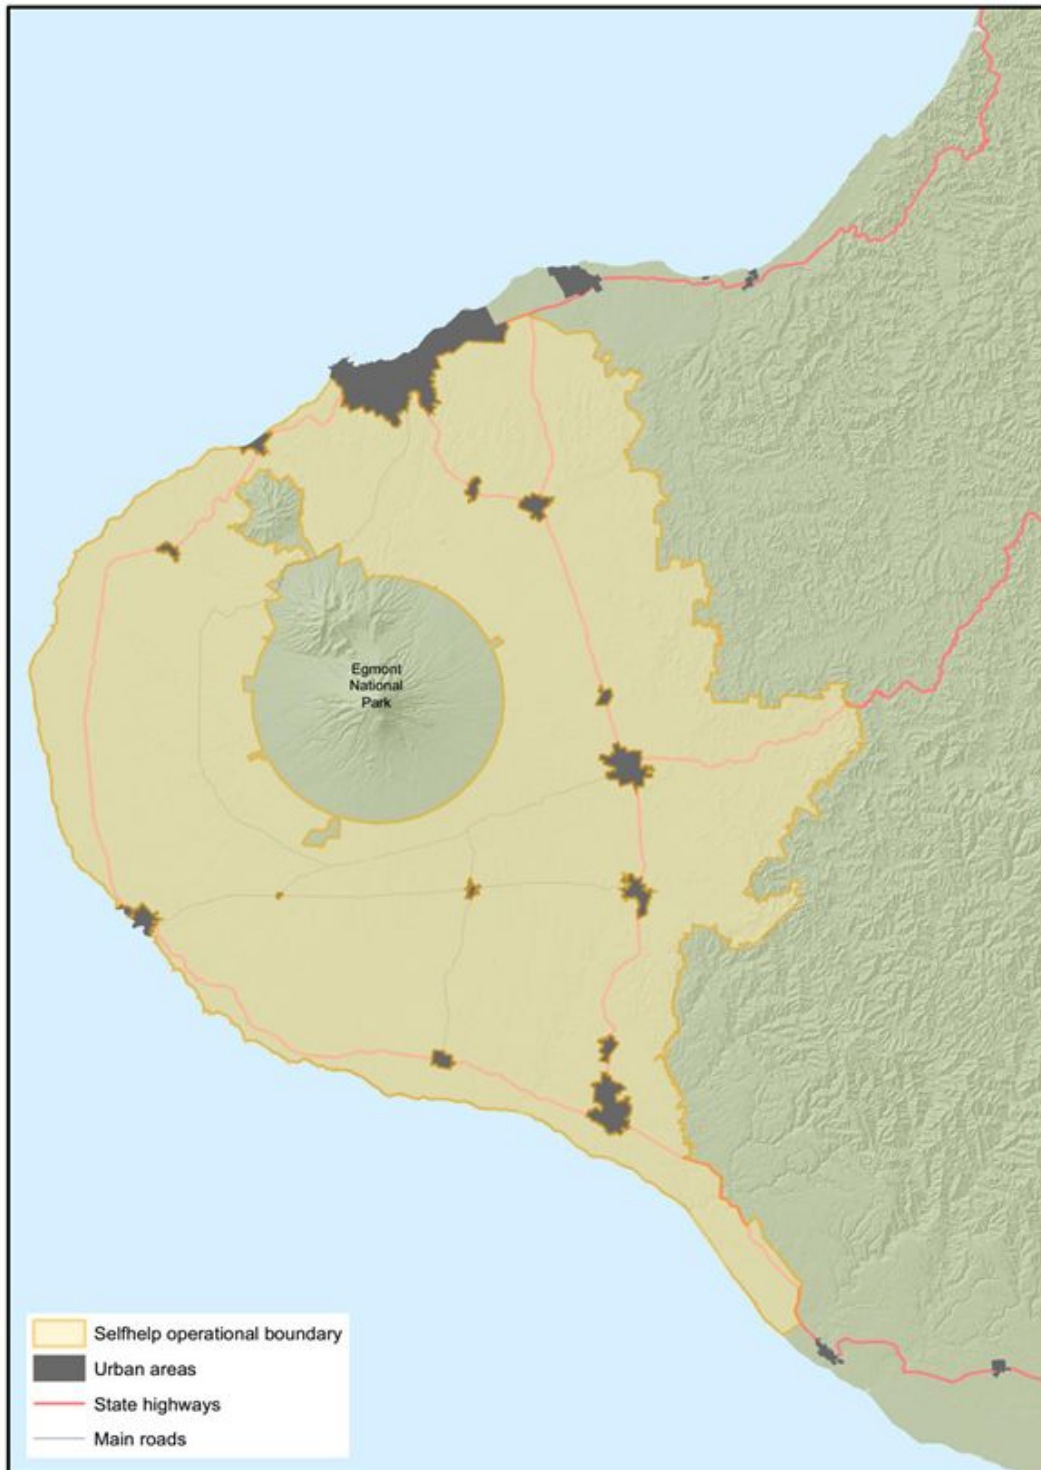 Egmont
National
Park
Selfhelp operational boundary
Urban areas
State highways
Main roads